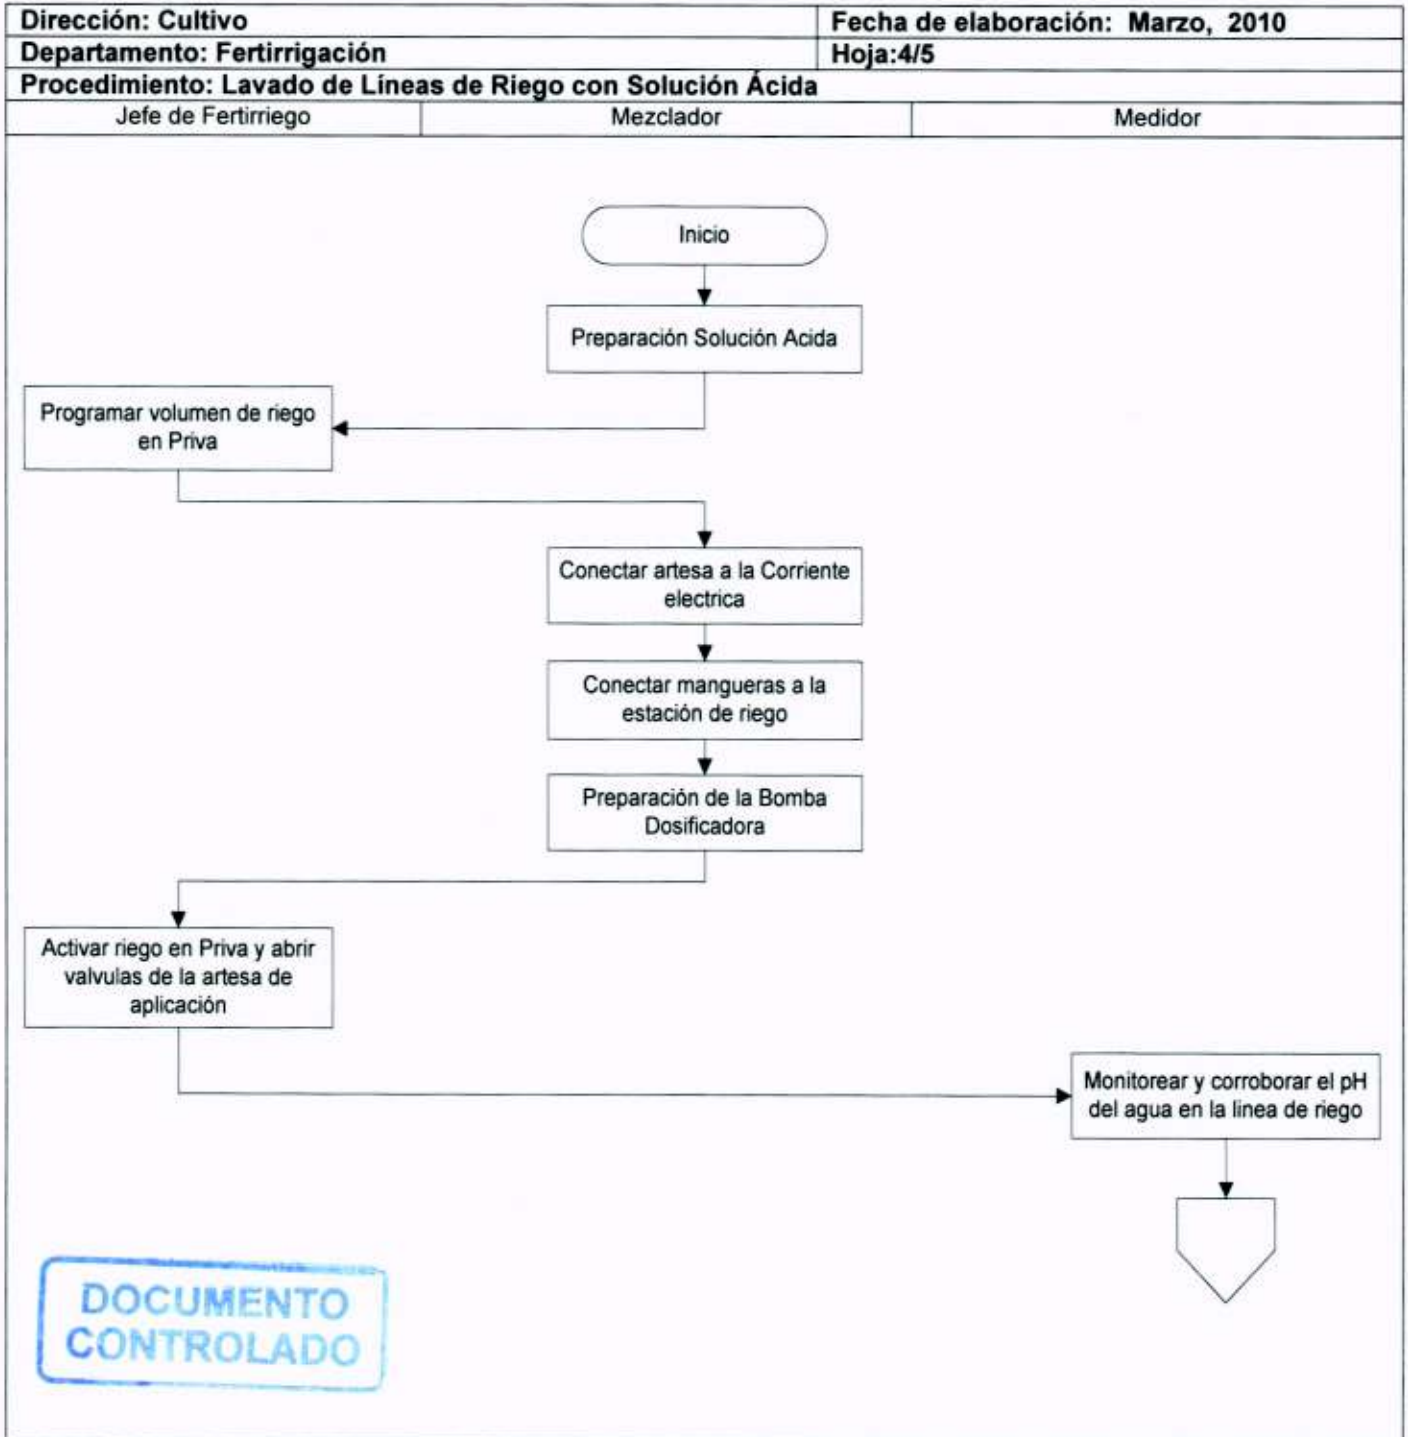 Dirección: Cultivo
Fecha de elaboración: Marzo, 2010
Departamento: Fertirrigación
Hoja:4/5
Procedimiento: Lavado de Líneas de Riego con Solución Ácida
Jefe de Fertirriego
Mezclador
Medidor
Inicio
Preparación Solución Acida
Programar volumen de riego
en Priva
Conectar artesa a la Corriente
electrica
Conectar mangueras a la
estación de riego
Preparación de la Bomba
Dosificadora
Activar riego en Priva y abrir
valvulas de la artesa de
aplicación
Monitorear y corroborar el pH
del agua en la linea de riego
DOCUMENTO
CONTROLADO